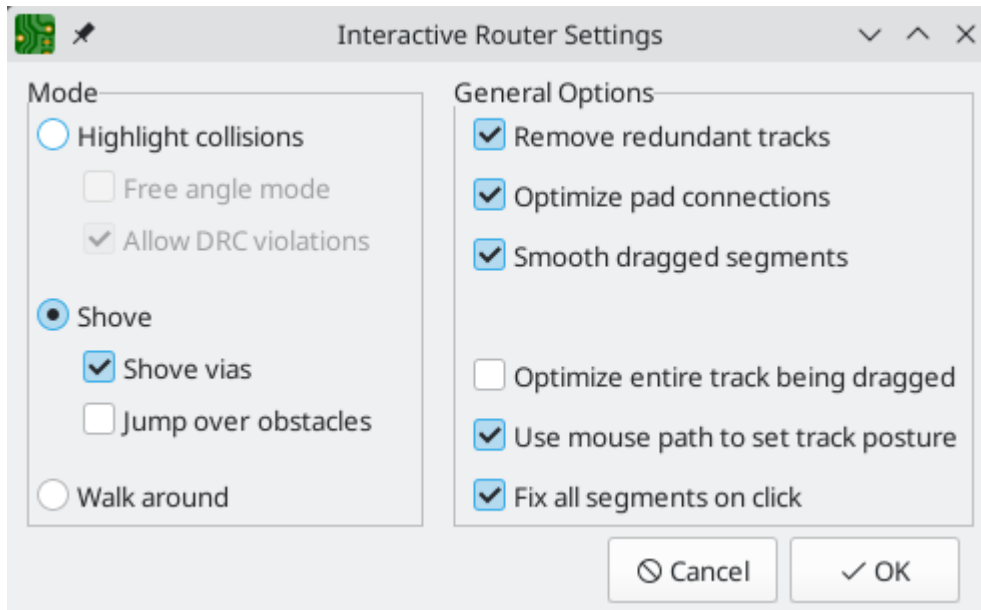 Interactive Router Settings
Mode
Highlight collisions
Free angle mode
Allow DRC violations
Shove
Shove vias
Jump over obstacles
Walk around
General Options
Remove redundant tracks
Optimize pad connections
Smooth dragged segments
Optimize entire track being dragged
Use mouse path to set track posture
Fix all segments on click
Cancel
OK